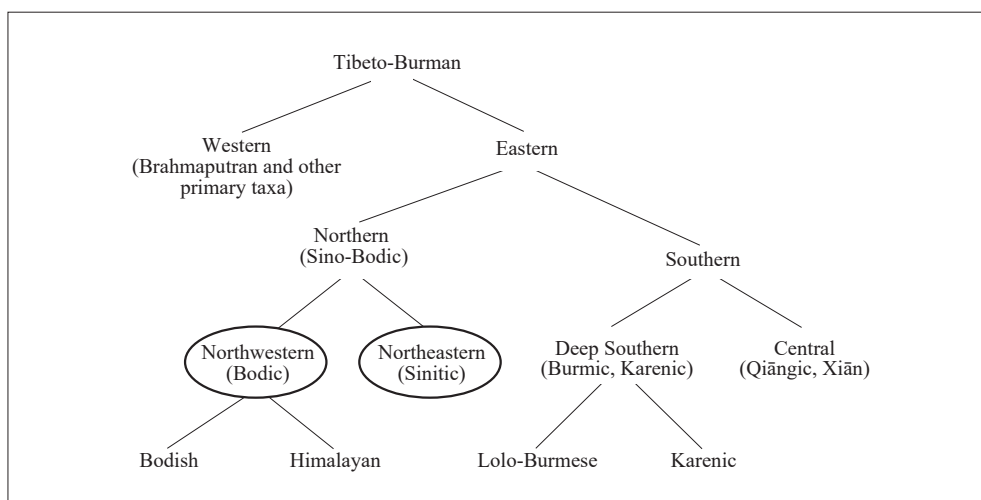 Tibeto-Burman
Western
(Brahmaputran and other
primary taxa)
Eastern
Northern
(Sino-Bodic)
Southern
Northwestern
(Bodic)
Northeastern
(Sinitic)
Deep Southern
(Burmic, Karenic)
Central
(Qiāngic, Xiān)
Bodish
Himalayan
Lolo-Burmese
Karenic